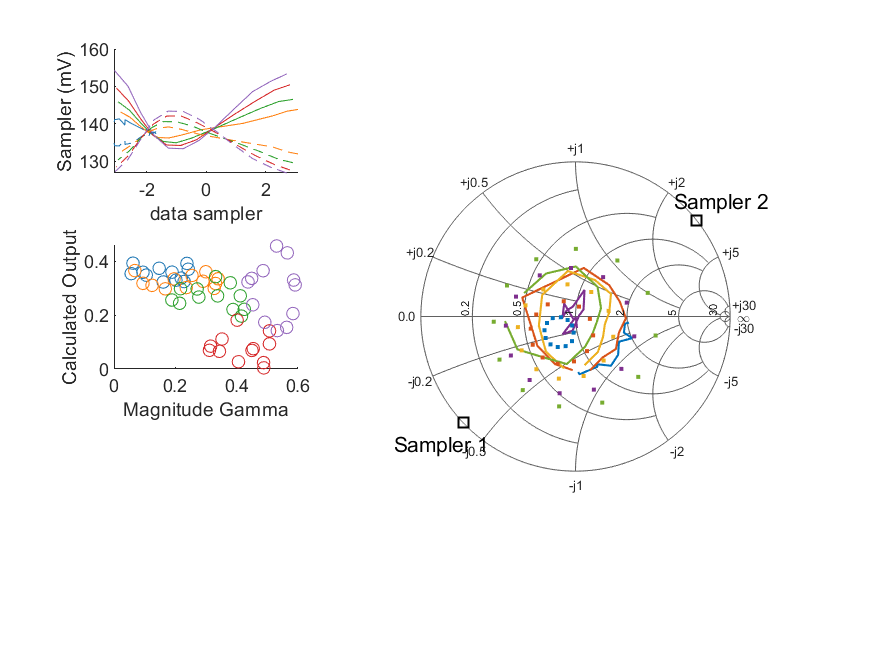 160
150
140
130
Sampler (mV)
-2
0
2
data sampler
0.4
0.2
0
Calculated Output
0
0.2
0.4
0.6
Magnitude Gamma
+j1
+j0.5
+j2
Sampler 2
+j0.2
+j5
0.0
0.2
0.5
1
2
5
30
+j30
∞
-j30
-j0.2
-j5
Sampler 1
-j0.5
-j2
-j1